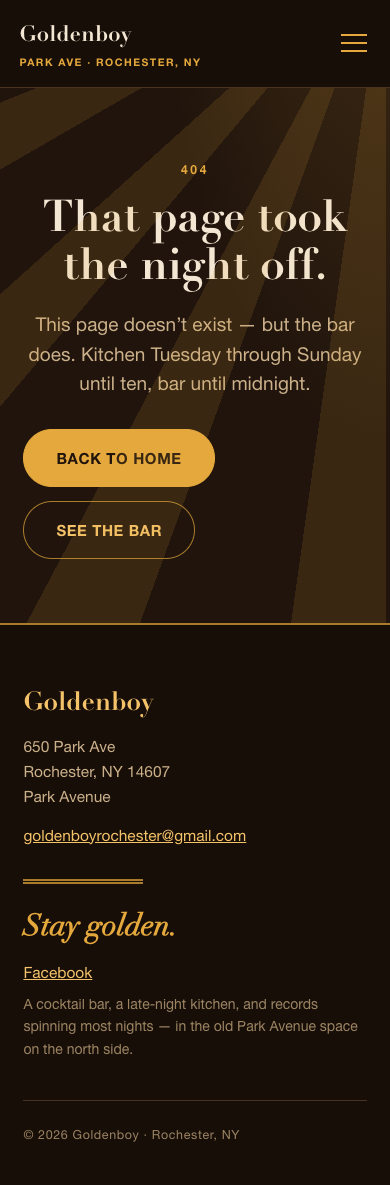 Goldenboy
PARK AVE · ROCHESTER, NY
404
That page took
the night off.
This page doesn’t exist — but the bar
does. Kitchen Tuesday through Sunday
until ten, bar until midnight.
BACK TO HOME
SEE THE BAR
Goldenboy
650 Park Ave
Rochester, NY 14607
Park Avenue
goldenboyrochester@gmail.com
Stay golden.
Facebook
A cocktail bar, a late-night kitchen, and records
spinning most nights — in the old Park Avenue space
on the north side.
© 2026 Goldenboy · Rochester, NY